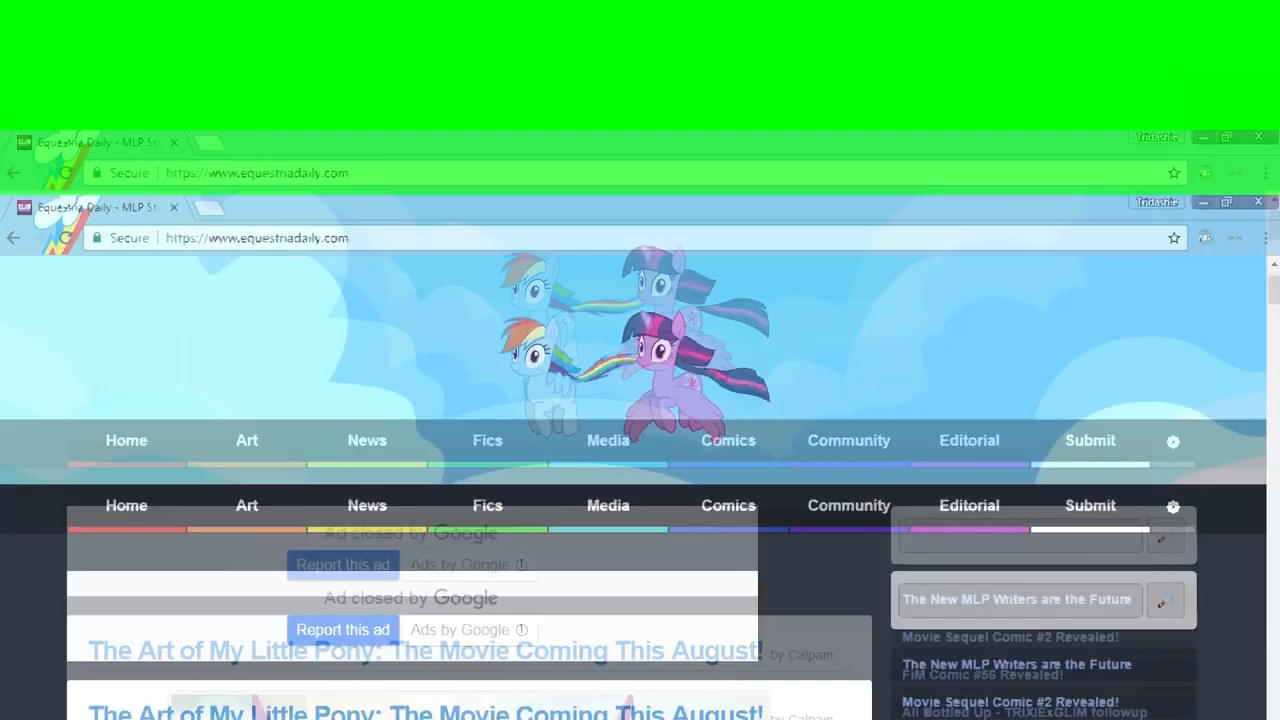 Equestria Daily - MLP St
Tridashie
Secure https://www.equestriadaily.com
Equestria Daily - MLP St
Tridashie
Secure https://www.equestriadaily.com
Home Art News Fics Media Comics Community Editorial Submit
Home Art News Fics Media Comics Community Editorial Submit
Ad closed by Google
Report this ad Ads by Google
Ad closed by Google
The New MLP Writers are the Future
Report this ad Ads by Google
Movie Sequel Comic #2 Revealed!
The Art of My Little Pony: The Movie Coming This August! by Calpain
The New MLP Writers are the Future
FiM Comic #56 Revealed!
Movie Sequel Comic #2 Revealed!
All Bottled Up - TRIXIExGLIM followup
The Art of My Little Pony: The Movie Coming This August! by Calpain